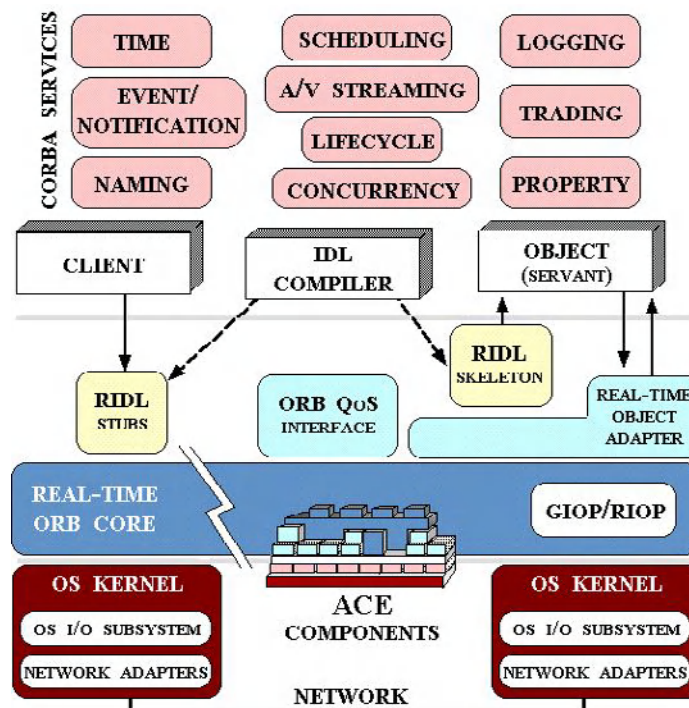 CORBA SERVICES
TIME
SCHEDULING
LOGGING
EVENT/
NOTIFICATION
A/V STREAMING
TRADING
LIFECYCLE
NAMING
CONCURRENCY
PROPERTY
CLIENT
IDL
COMPILER
OBJECT
(SERVANT)
RIDL
STUBS
ORB QOS
INTERFACE
RIDL
SKELETON
REAL-TIME
OBJECT
ADAPTER
REAL-TIME
ORB CORE
GIOP/RIOP
OS KERNEL
OS I/O SUBSYSTEM
NETWORK ADAPTERS
ACE
COMPONENTS
OS KERNEL
OS I/O SUBSYSTEM
NETWORK ADAPTERS
NETWORK